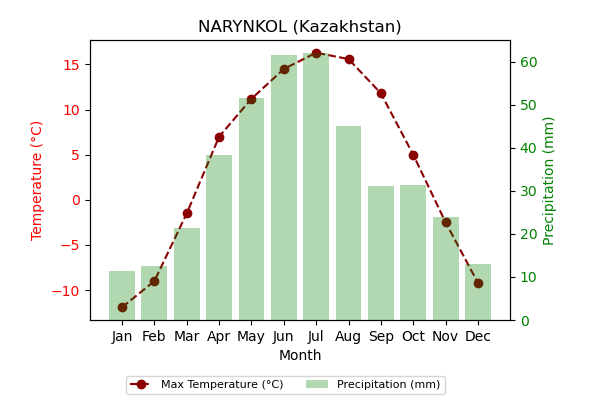 NARYNKOL (Kazakhstan)
15
10
5
0
−5
−10
Temperature (°C)
60
50
40
30
20
10
0
Precipitation (mm)
Jan Feb Mar Apr May Jun Jul Aug Sep Oct Nov Dec
Month
Max Temperature (°C) Precipitation (mm)